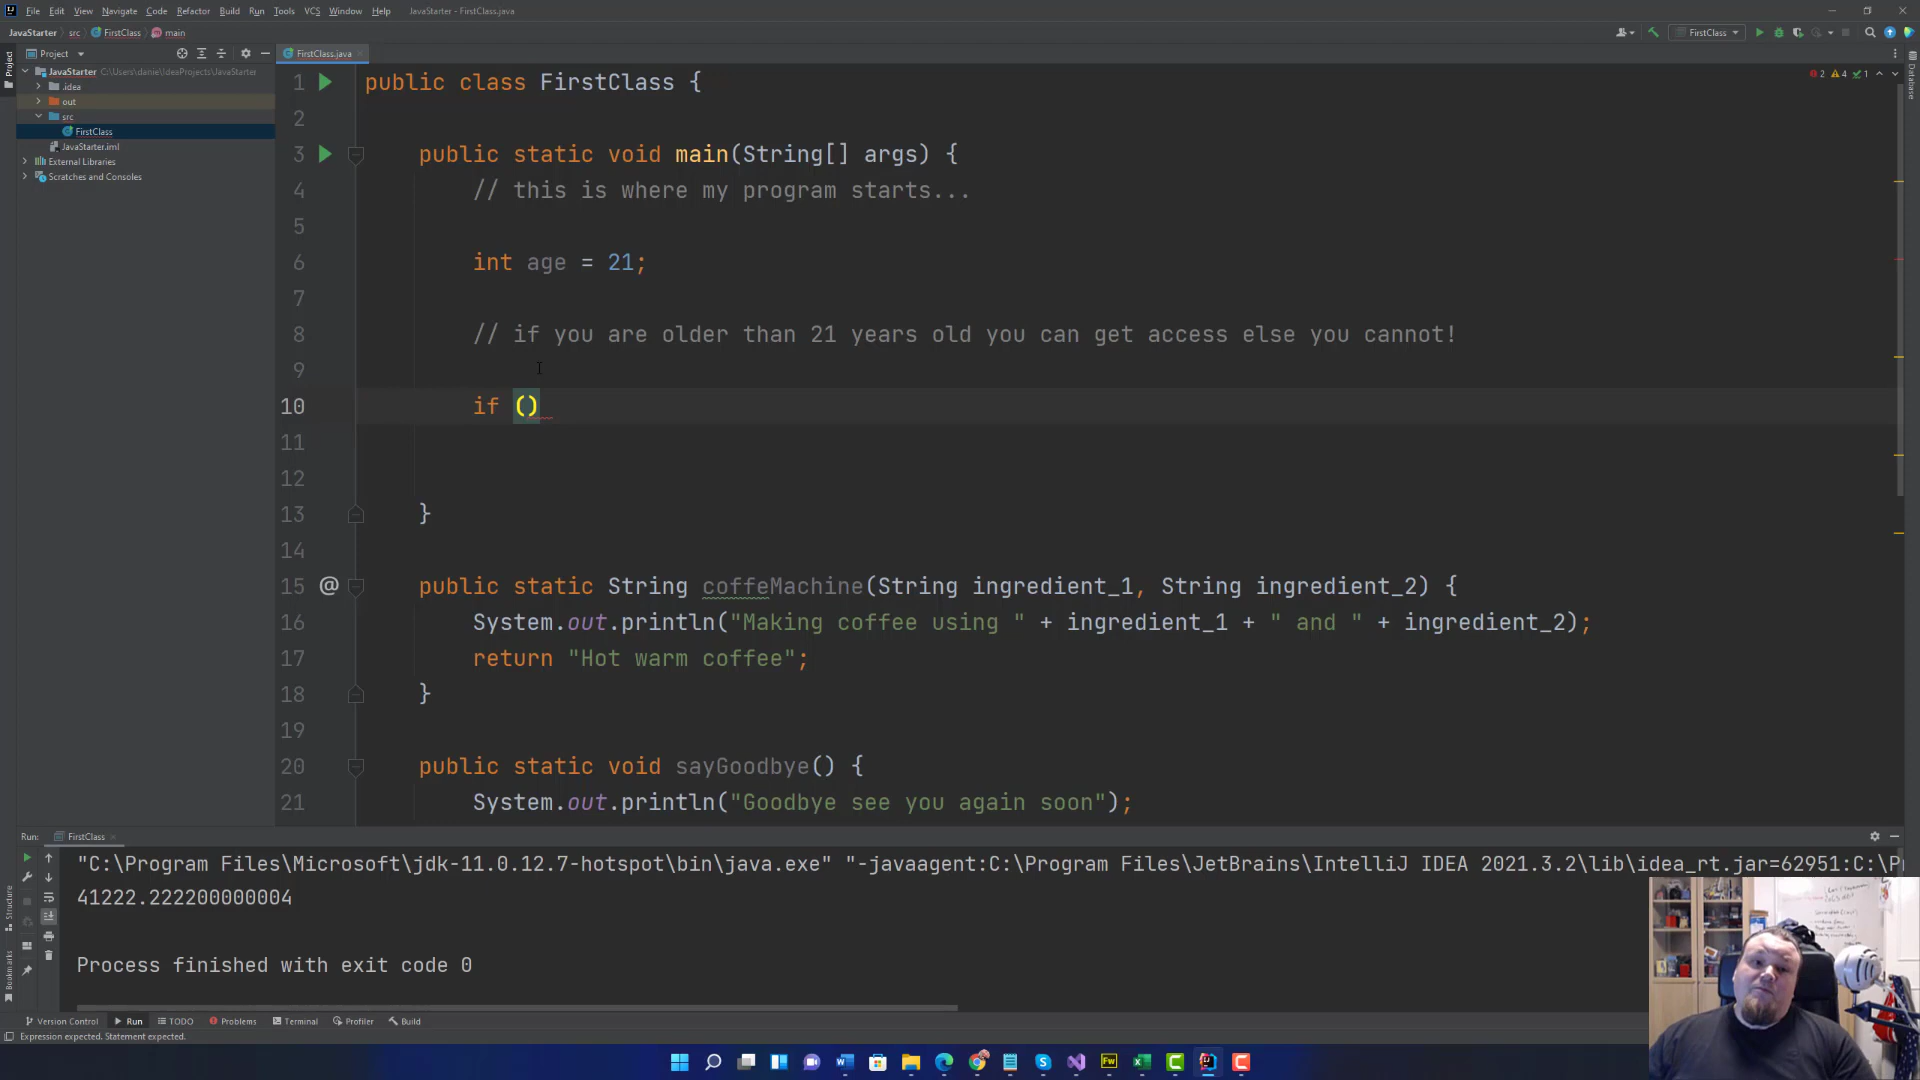 File Edit View Navigate Code Refactor Build Run Tools VCS Window Help JavaStarter - FirstClass.java
JavaStarter src FirstClass main
FirstClass
Project
FirstClass.java
JavaStarter C:\Users\danie\IdeaProjects\JavaStarter
.idea
out
src
FirstClass
JavaStarter.iml
External Libraries
Scratches and Consoles
Project
Database
2 4 1
1 public class FirstClass {
2
3 public static void main(String[] args) {
4 // this is where my program starts...
5
6 int age = 21;
7
8 // if you are older than 21 years old you can get access else you cannot!
9
10 if ()
11
12
13 }
14
15 @ public static String coffeMachine(String ingredient_1, String ingredient_2) {
16 System.out.println("Making coffee using " + ingredient_1 + " and " + ingredient_2);
17 return "Hot warm coffee";
18 }
19
20 public static void sayGoodbye() {
21 System.out.println("Goodbye see you again soon");
Run: FirstClass
"C:\Program Files\Microsoft\jdk-11.0.12.7-hotspot\bin\java.exe" "-javaagent:C:\Program Files\JetBrains\IntelliJ IDEA 2021.3.2\lib\idea_rt.jar=62951:C:\P
41222.222200000004
Process finished with exit code 0
Structure
Bookmarks
Version Control Run TODO Problems Terminal Profiler Build
Expression expected. Statement expected.